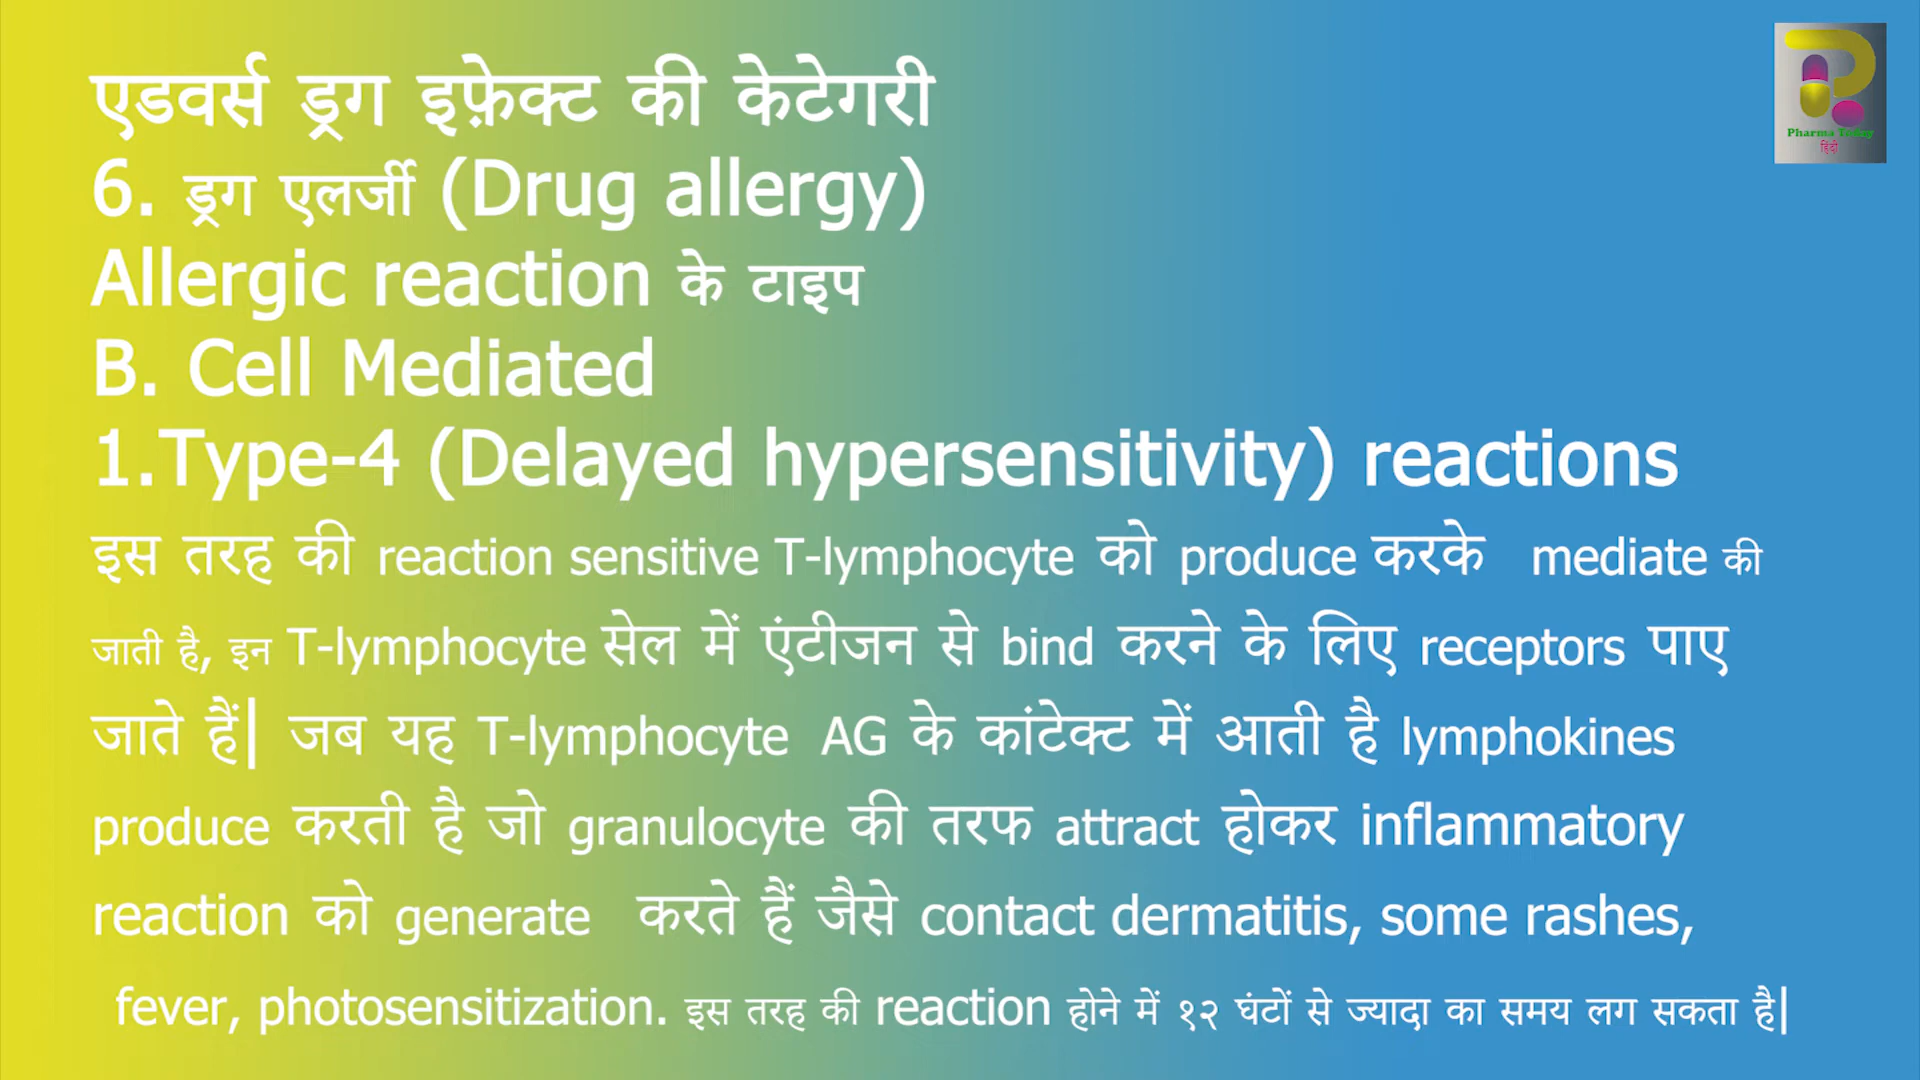 एडवर्स ड्रग इफ़ेक्ट की केटेगरी
6. ड्रग एलर्जी (Drug allergy)
Allergic reaction के टाइप
B. Cell Mediated
1.Type-4 (Delayed hypersensitivity) reactions
इस तरह की reaction sensitive T-lymphocyte को produce करके mediate की
जाती है, इन T-lymphocyte सेल में एंटीजन से bind करने के लिए receptors पाए
जाते हैं| जब यह T-lymphocyte AG के कांटेक्ट में आती है lymphokines
produce करती है जो granulocyte की तरफ attract होकर inflammatory
reaction को generate करते हैं जैसे contact dermatitis, some rashes,
fever, photosensitization. इस तरह की reaction होने में १२ घंटों से ज्यादा का समय लग सकता है|
Pharma Today
हिंदी